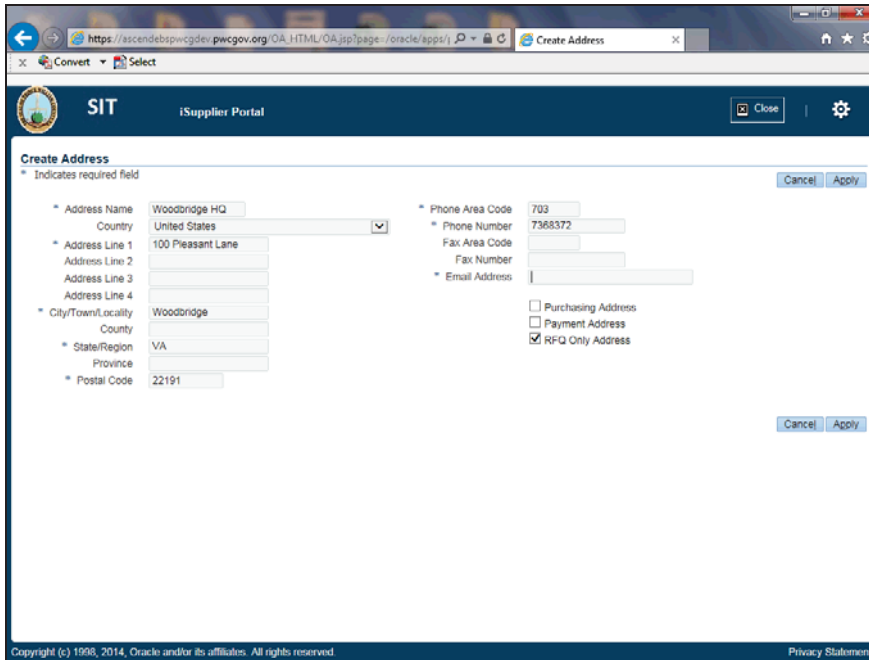 https://ascendebspwcgdev.pwcgov.org/OA_HTML/OA.jsp?page=/oracle/apps/
Create Address
x Convert Select
SIT iSupplier Portal Close
Create Address
* Indicates required field
Cancel Apply
* Address Name Woodbridge HQ * Phone Area Code 703
Country United States * Phone Number 7368372
* Address Line 1 100 Pleasant Lane Fax Area Code
Address Line 2 Fax Number
Address Line 3 * Email Address
Address Line 4
* City/Town/Locality Woodbridge Purchasing Address
County Payment Address
* State/Region VA RFQ Only Address
Province
* Postal Code 22191
Cancel Apply
Copyright (c) 1998, 2014, Oracle and/or its affiliates. All rights reserved. Privacy Statemen